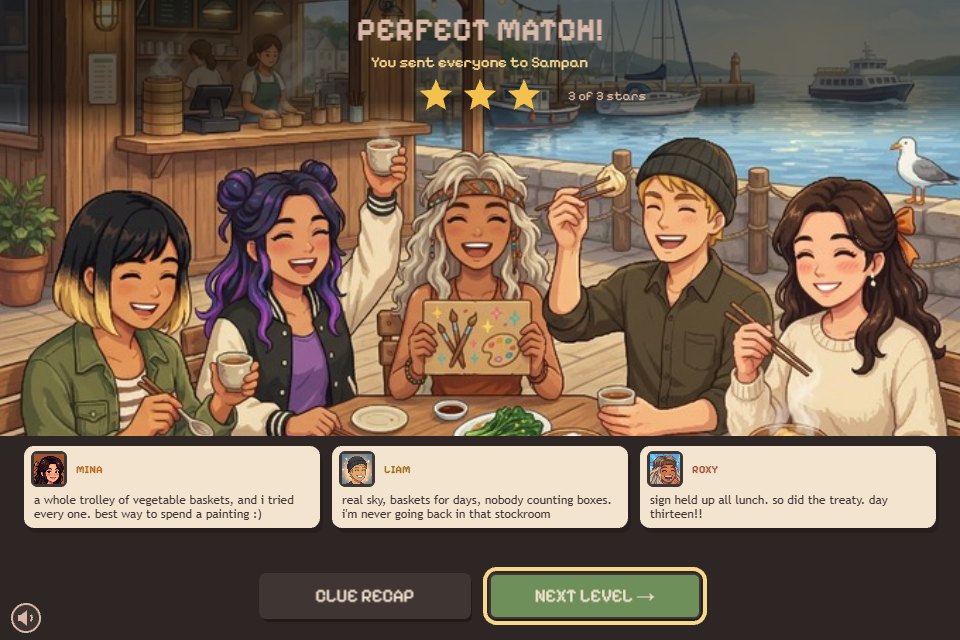 PERFECT MATCH!
You sent everyone to Sampan
3 of 3 stars
MINA
a whole trolley of vegetable baskets, and i tried
every one. best way to spend a painting :)
LIAM
real sky, baskets for days, nobody counting boxes.
i'm never going back in that stockroom
ROXY
sign held up all lunch. so did the treaty. day
thirteen!!
CLUE RECAP
NEXT LEVEL →